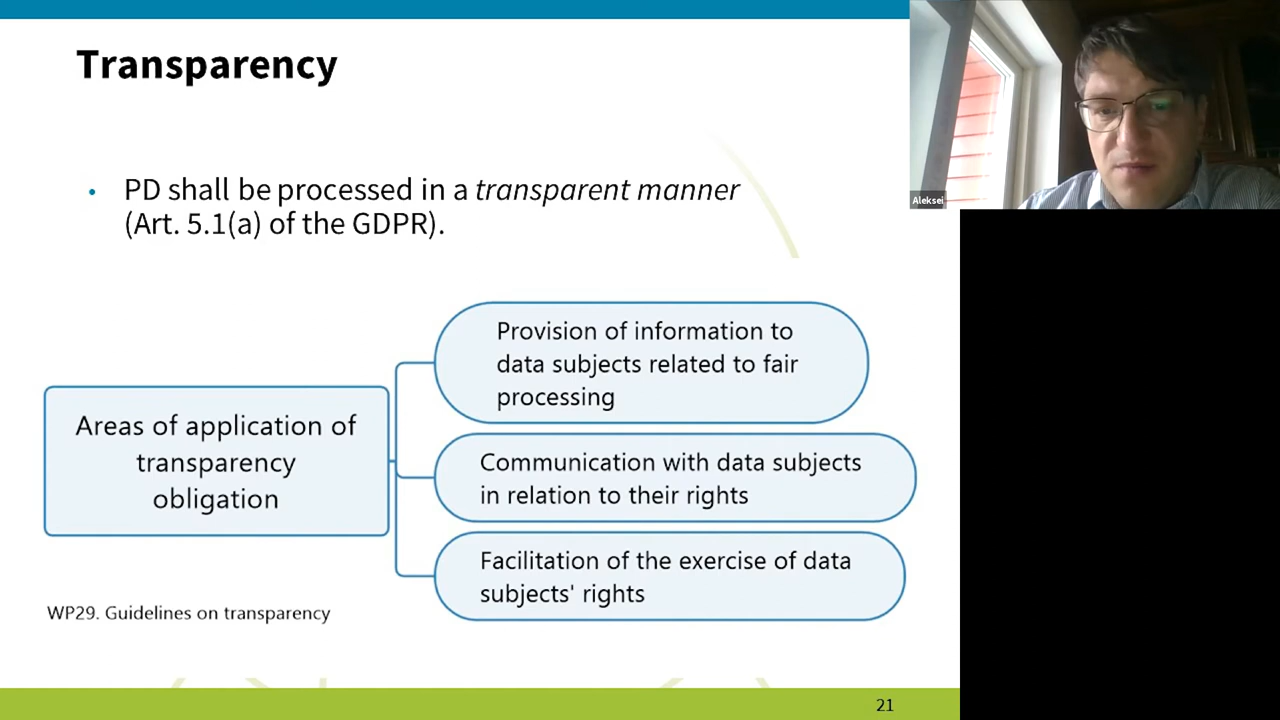 Transparency
Aleksei
• PD shall be processed in a transparent manner
(Art. 5.1(a) of the GDPR).
Areas of application of
transparency
obligation
Provision of information to
data subjects related to fair
processing
Communication with data subjects
in relation to their rights
Facilitation of the exercise of data
subjects' rights
WP29. Guidelines on transparency
21